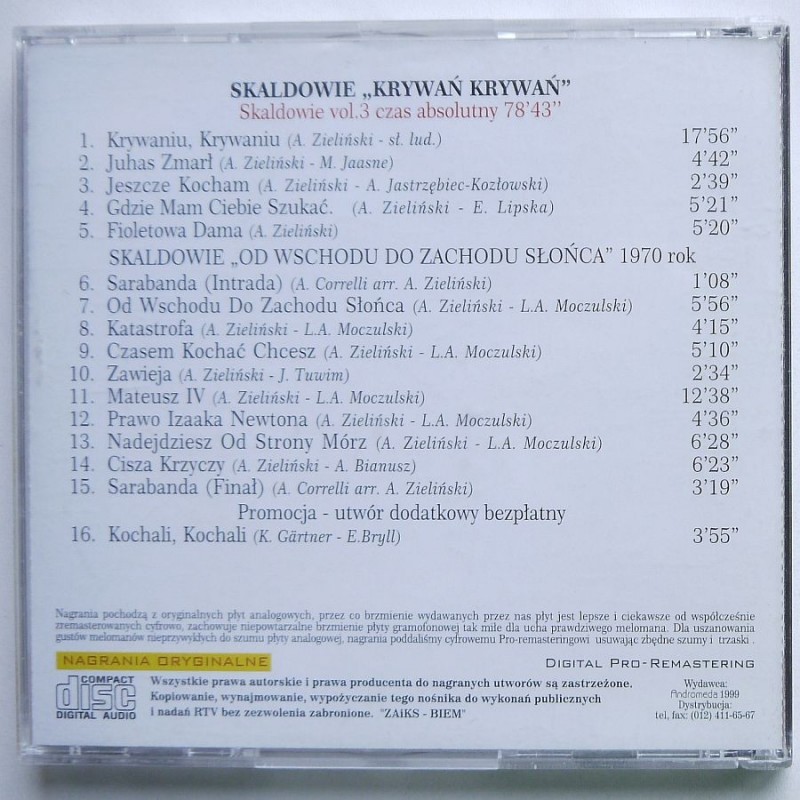 SKALDOWIE „KRYWAŃ KRYWAŃ”
Skaldowie vol.3 czas absolutny 78'43''
1. Krywaniu, Krywaniu (A. Zieliński - sł. lud.) 17'56”
2. Juhas Zmarł (A. Zieliński - M. Jaasne) 4'42”
3. Jeszcze Kocham (A. Zieliński - A. Jastrzębiec-Kozłowski) 2'39”
4. Gdzie Mam Ciebie Szukać. (A. Zieliński - E. Lipska) 5'21”
5. Fioletowa Dama (A. Zieliński) 5'20”
SKALDOWIE „OD WSCHODU DO ZACHODU SŁOŃCA” 1970 rok
6. Sarabanda (Intrada) (A. Correlli arr. A. Zieliński) 1'08”
7. Od Wschodu Do Zachodu Słońca (A. Zieliński - L.A. Moczulski) 5'56”
8. Katastrofa (A. Zieliński - L.A. Moczulski) 4'15”
9. Czasem Kochać Chcesz (A. Zieliński - L.A. Moczulski) 5'10”
10. Zawieja (A. Zieliński - J. Tuwim) 2'34”
11. Mateusz IV (A. Zieliński - L.A. Moczulski) 12'38”
12. Prawo Izaaka Newtona (A. Zieliński - L.A. Moczulski) 4'36”
13. Nadejdziesz Od Strony Mórz (A. Zieliński - L.A. Moczulski) 6'28”
14. Cisza Krzyczy (A. Zieliński - A. Bianusz) 6'23”
15. Sarabanda (Finał) (A. Correlli arr. A. Zieliński) 3'19”
Promocja - utwór dodatkowy bezpłatny
16. Kochali, Kochali (K. Gärtner - E.Bryll) 3'55”
Nagrania pochodzą z oryginalnych płyt analogowych, przez co brzmienie wydawanych przez nas płyt jest lepsze i ciekawsze od współcześnie
zremasterowanych cyfrowo, zachowuje niepowtarzalne brzmienie płyty gramofonowej tak miłe dla ucha prawdziwego melomana. Dla uszanowania
gustów melomanów nieprzywykłych do szumu płyty analogowej, nagrania poddaliśmy cyfrowemu Pro-remasteringowi usuwając zbędne szumy i trzaski .
NAGRANIA ORYGINALNE
DIGITAL PRO-REMASTERING
COMPACT
disc
DIGITAL AUDIO
Wszystkie prawa autorskie i prawa producenta do nagranych utworów są zastrzeżone.
Kopiowanie, wynajmowanie, wypożyczanie tego nośnika do wykonań publicznych
i nadań RTV bez zezwolenia zabronione. "ZAiKS - BIEM"
Wydawca:
Andromeda 1999
Dystrybucja:
tel, fax: (012) 411-65-67